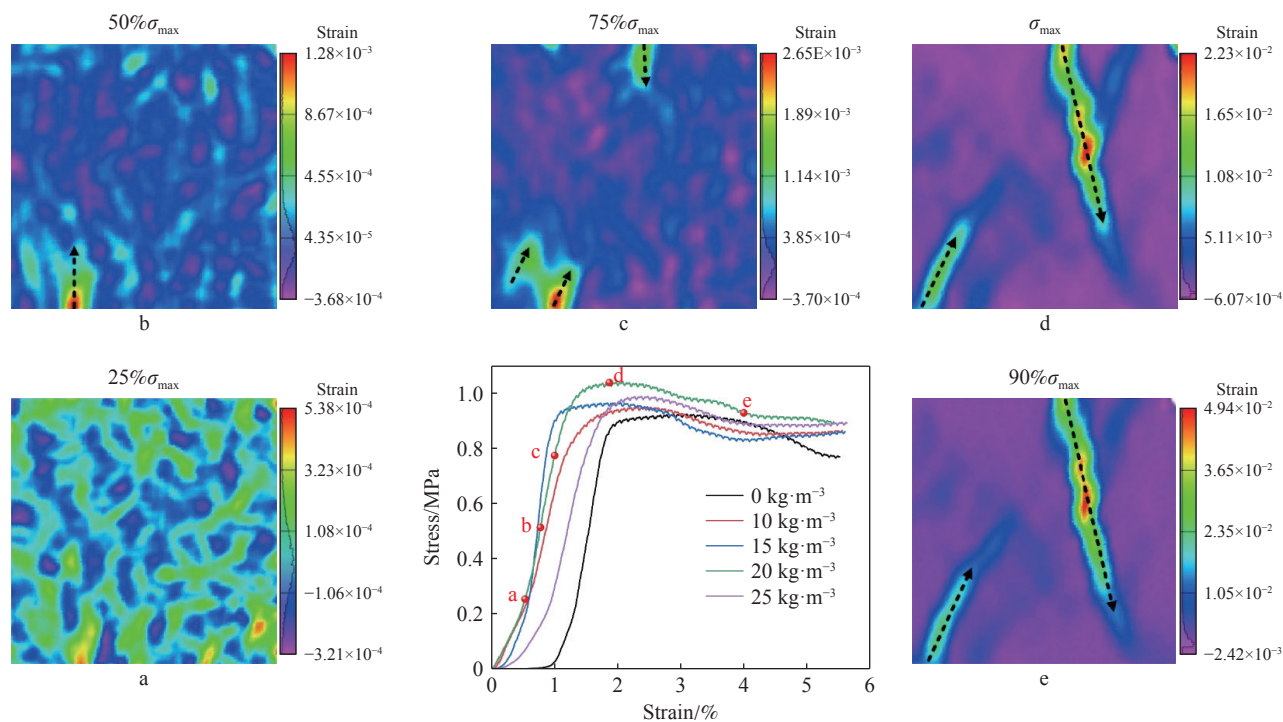 50%σmax
Strain
1.28×10⁻³
8.67×10⁻⁴
4.55×10⁻⁴
4.35×10⁻⁵
−3.68×10⁻⁴
b
75%σmax
Strain
2.65E×10⁻³
1.89×10⁻³
1.14×10⁻³
3.85×10⁻⁴
−3.70×10⁻⁴
c
σmax
Strain
2.23×10⁻²
1.65×10⁻²
1.08×10⁻²
5.11×10⁻³
−6.07×10⁻⁴
d
25%σmax
Strain
5.38×10⁻⁴
3.23×10⁻⁴
1.08×10⁻⁴
−1.06×10⁻⁴
−3.21×10⁻⁴
a
Stress/MPa
1.0
0.8
0.6
0.4
0.2
0
a
b
c
d
e
0 kg·m⁻³
10 kg·m⁻³
15 kg·m⁻³
20 kg·m⁻³
25 kg·m⁻³
0 1 2 3 4 5 6
Strain/%
90%σmax
Strain
4.94×10⁻²
3.65×10⁻²
2.35×10⁻²
1.05×10⁻²
−2.42×10⁻³
e